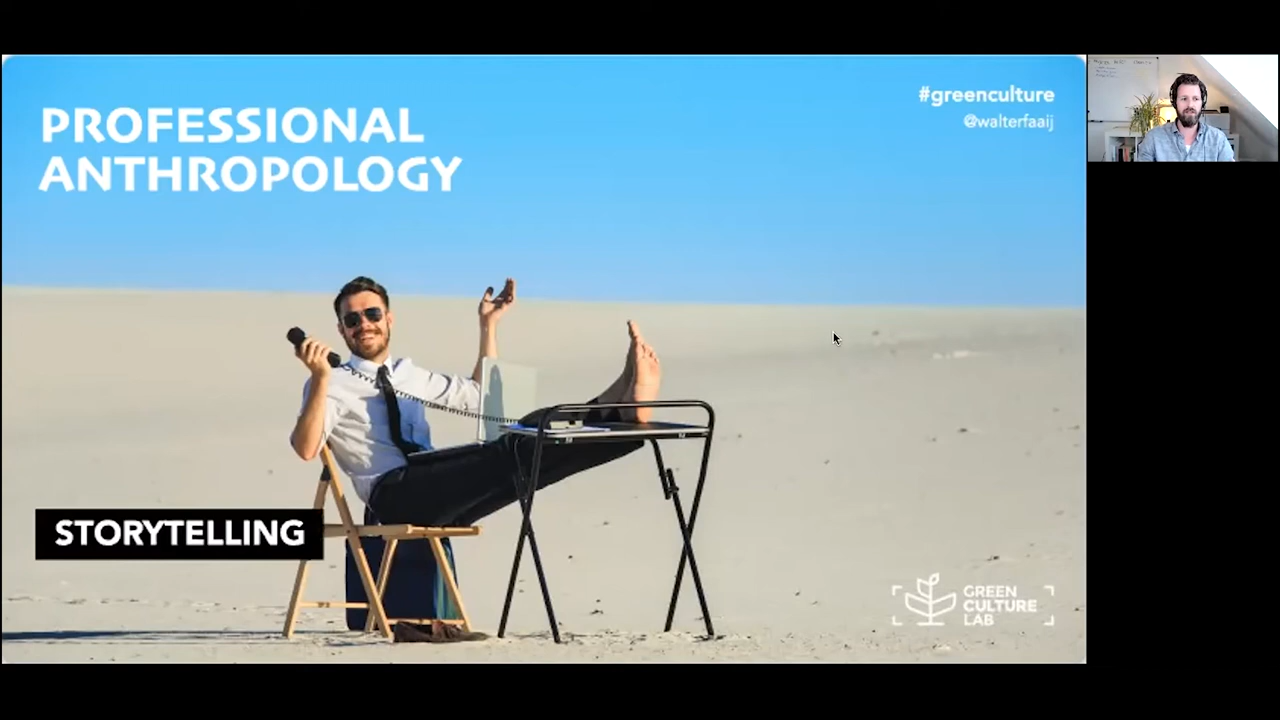 PROFESSIONAL
ANTHROPOLOGY
#greenculture
@walterfaaij
STORYTELLING
GREEN
CULTURE
LAB